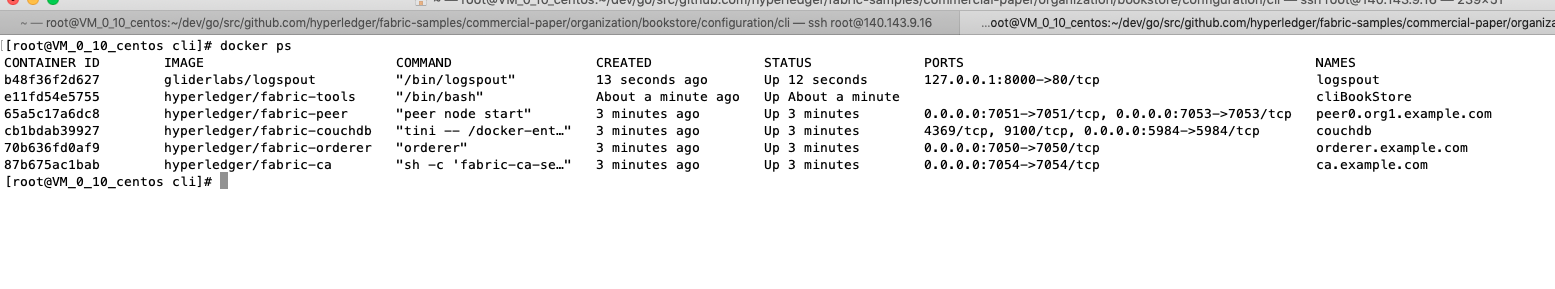 ~ — root@VM_0_10_centos:~/dev/go/src/github.com/hyperledger/fabric-samples/commercial-paper/organization/bookstore/configuration/cli — ssh root@140.143.9.16 — 239×51
~ — root@VM_0_10_centos:~/dev/go/src/github.com/hyperledger/fabric-samples/commercial-paper/organization/bookstore/configuration/cli — ssh root@140.143.9.16
...oot@VM_0_10_centos:~/dev/go/src/github.com/hyperledger/fabric-samples/commercial-paper/organiza
[root@VM_0_10_centos cli]# docker ps
CONTAINER ID IMAGE COMMAND CREATED STATUS PORTS NAMES
b48f36f2d627 gliderlabs/logspout "/bin/logspout" 13 seconds ago Up 12 seconds 127.0.0.1:8000->80/tcp logspout
e11fd54e5755 hyperledger/fabric-tools "/bin/bash" About a minute ago Up About a minute cliBookStore
65a5c17a6dc8 hyperledger/fabric-peer "peer node start" 3 minutes ago Up 3 minutes 0.0.0.0:7051->7051/tcp, 0.0.0.0:7053->7053/tcp peer0.org1.example.com
cb1bdab39927 hyperledger/fabric-couchdb "tini -- /docker-ent…" 3 minutes ago Up 3 minutes 4369/tcp, 9100/tcp, 0.0.0.0:5984->5984/tcp couchdb
70b636fd0af9 hyperledger/fabric-orderer "orderer" 3 minutes ago Up 3 minutes 0.0.0.0:7050->7050/tcp orderer.example.com
87b675ac1bab hyperledger/fabric-ca "sh -c 'fabric-ca-se…" 3 minutes ago Up 3 minutes 0.0.0.0:7054->7054/tcp ca.example.com
[root@VM_0_10_centos cli]#